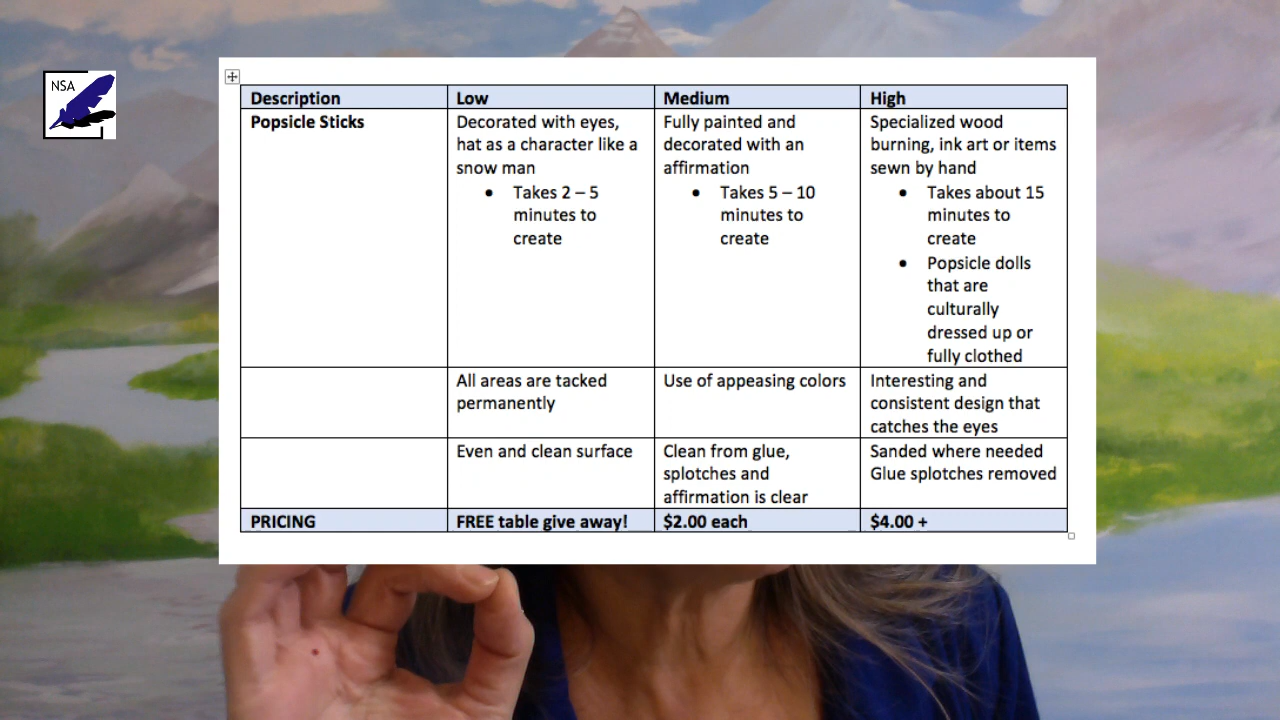 NSA
Description Low Medium High
Popsicle Sticks Decorated with eyes, Fully painted and Specialized wood
hat as a character like a decorated with an burning, ink art or items
snow man affirmation sewn by hand
• Takes 2 – 5 • Takes 5 – 10 • Takes about 15
minutes to minutes to minutes to
create create create
• Popsicle dolls
that are
culturally
dressed up or
fully clothed
All areas are tacked Use of appeasing colors Interesting and
permanently consistent design that
catches the eyes
Even and clean surface Clean from glue, Sanded where needed
splotches and Glue splotches removed
affirmation is clear
PRICING FREE table give away! $2.00 each $4.00 +